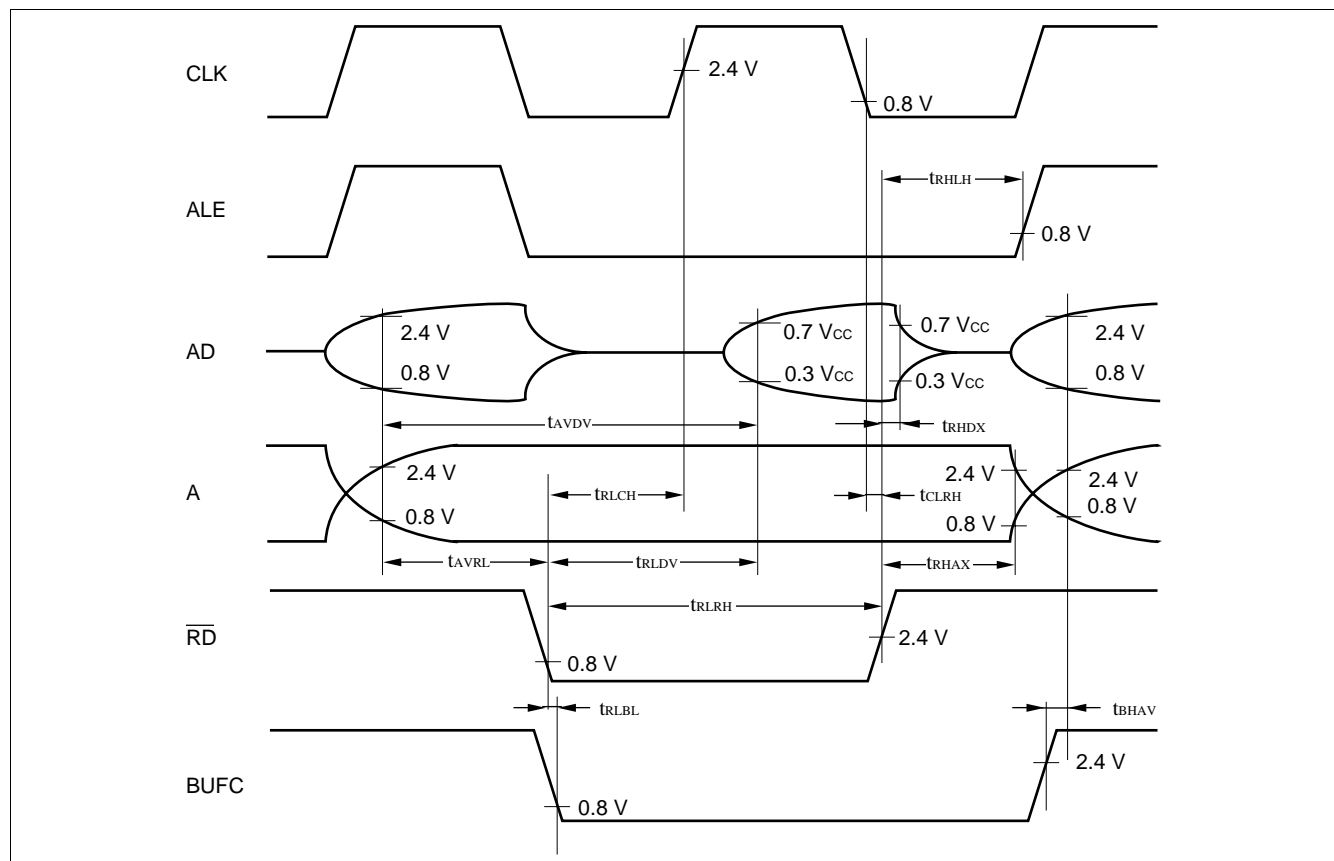 CLK
2.4 V
0.8 V
tRHLH
ALE
0.8 V
AD
2.4 V
0.7 VCC
0.7 VCC
2.4 V
0.8 V
0.3 VCC
0.3 VCC
0.8 V
tAVDV
tRHDX
A
2.4 V
2.4 V
2.4 V
tRLCH
tCLRH
0.8 V
0.8 V
0.8 V
tAVRL
tRLDV
tRHAX
tRLRH
RD
2.4 V
0.8 V
tRLBL
tBHAV
2.4 V
BUFC
0.8 V